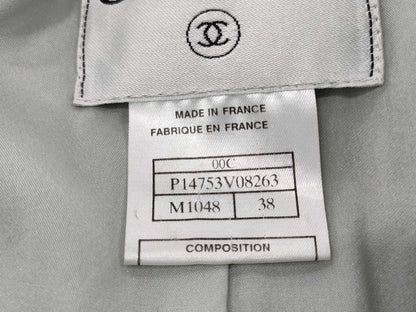 MADE IN FRANCE
FABRIQUE EN FRANCE
00C
P14753V08263
M1048 38
COMPOSITION